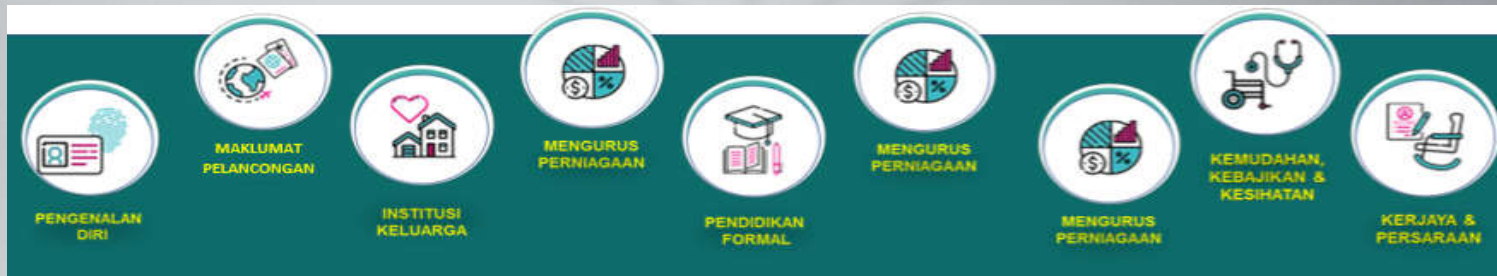 PENGENALAN
DIRI
MAKLUMAT
PELANCONGAN
INSTITUSI
KELUARGA
MENGURUS
PERNIAGAAN
PENDIDIKAN
FORMAL
MENGURUS
PERNIAGAAN
MENGURUS
PERNIAGAAN
KEMUDAHAN,
KEBAJIKAN &
KESIHATAN
KERJAYA &
PERSARAAN